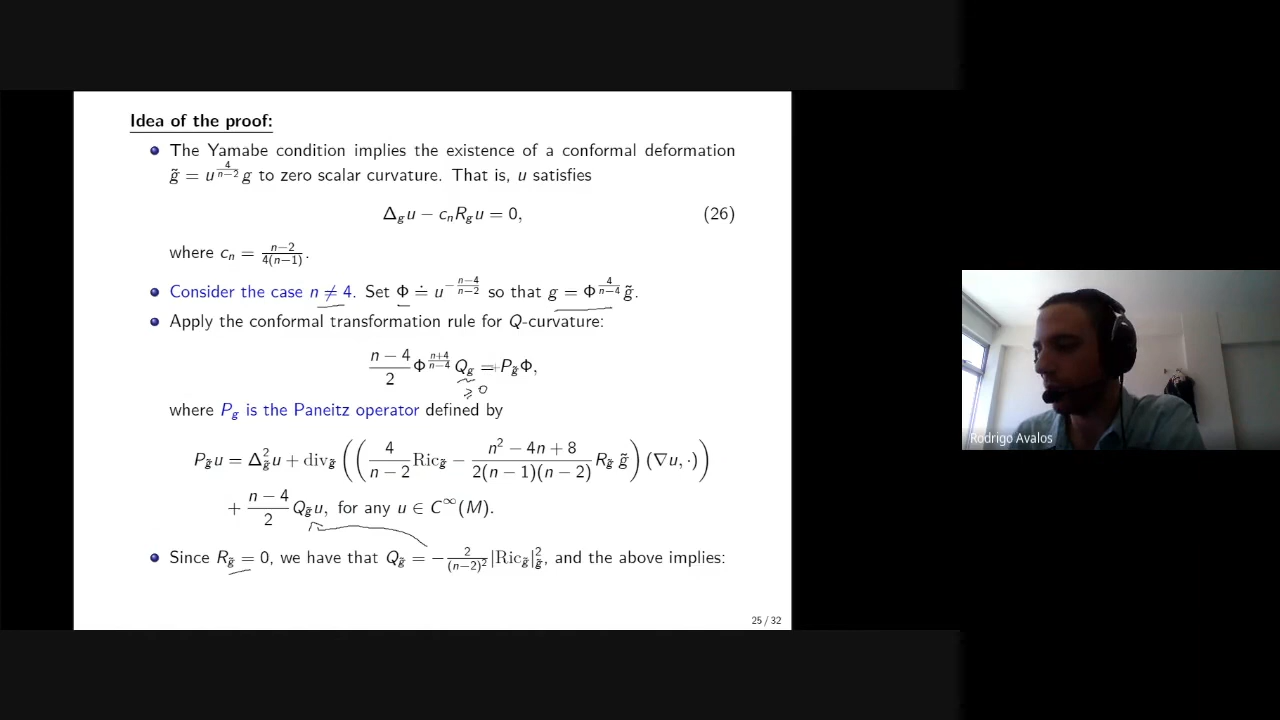 Idea of the proof:
The Yamabe condition implies the existence of a conformal deformation
g̃ = u^{4/(n−2)} g to zero scalar curvature. That is, u satisfies
Δ_g u − c_n R_g u = 0, (26)
where c_n = (n−2)/(4(n−1)).
Consider the case n ≠ 4. Set Φ ≐ u^{−(n−4)/(n−2)} so that g = Φ^{4/(n−4)} g̃.
Apply the conformal transformation rule for Q-curvature:
(n − 4)/2 Φ^{(n+4)/(n−4)} Q_g = P_g̃ Φ,
≥ 0
where P_g is the Paneitz operator defined by
P_g̃ u = Δ²_g̃ u + div_g̃ ((4/(n − 2) Ric_g̃ − (n² − 4n + 8)/(2(n − 1)(n − 2)) R_g̃ g̃) (∇u, ·))
+ (n − 4)/2 Q_g̃ u, for any u ∈ C^∞(M).
Since R_g̃ = 0, we have that Q_g̃ = − 2/(n−2)² |Ric_g̃|²_g̃, and the above implies:
25 / 32
Rodrigo Avalos